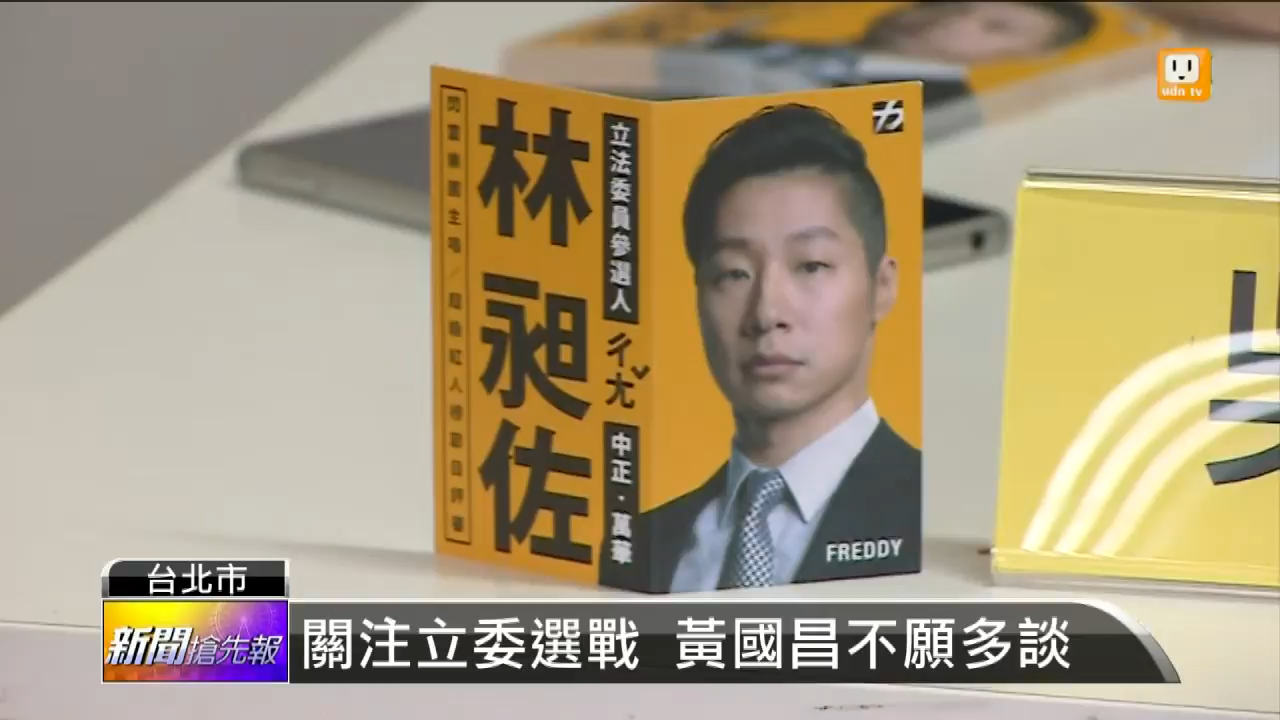 udn tv
力
林昶佐
立法委員參選人
ㄔㄤˇ
中正·萬華
FREDDY
台北市
新聞搶先報
關注立委選戰 黃國昌不願多談